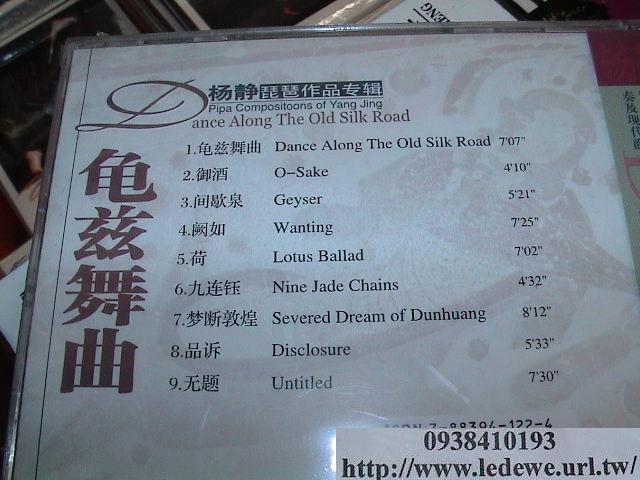 杨静琵琶作品专辑
Pipa Compositoons of Yang Jing
Dance Along The Old Silk Road
龟兹舞曲
1.龟兹舞曲 Dance Along The Old Silk Road 7'07"
2.御酒 O-Sake 4'10"
3.间歇泉 Geyser 5'21"
4.阙如 Wanting 7'25"
5.荷 Lotus Ballad 7'02"
6.九连钰 Nine Jade Chains 4'32"
7.梦断敦煌 Severed Dream of Dunhuang 8'12"
8.品诉 Disclosure 5'33"
9.无题 Untitled 7'30"
ISBN 7-88394-122-4
0938410193
http://www.ledewe.url.tw/